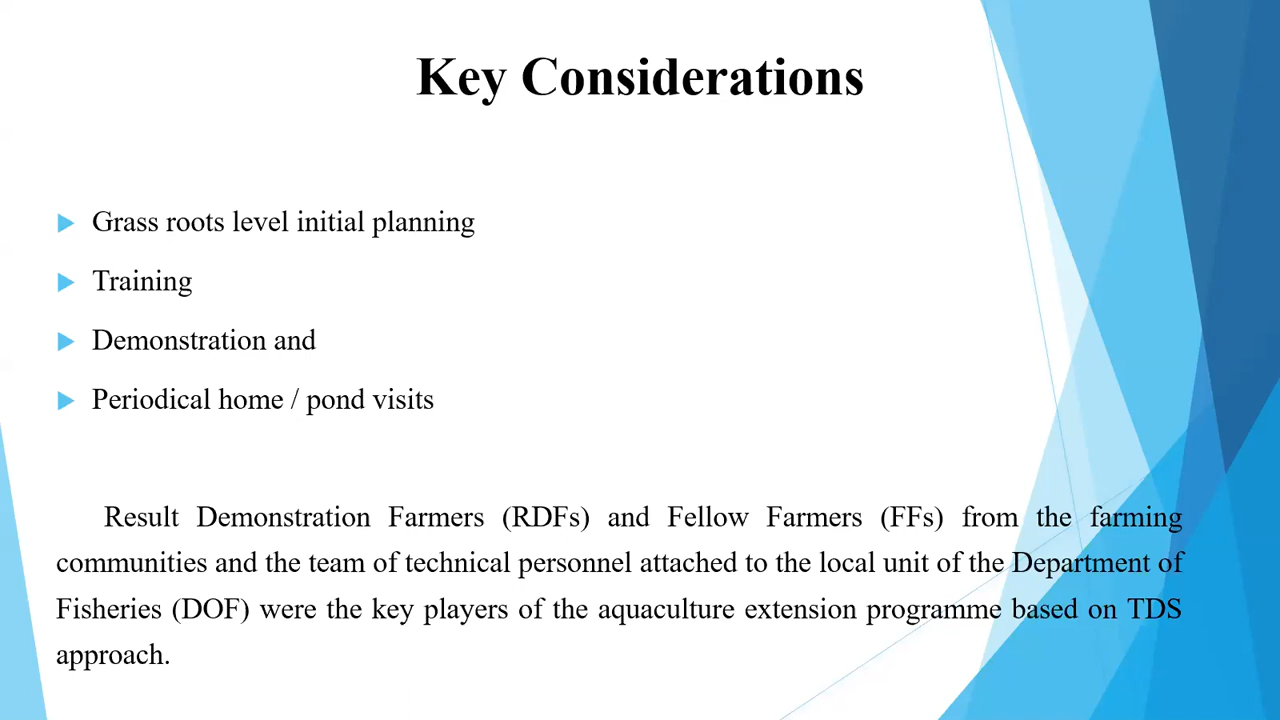 Key Considerations
Grass roots level initial planning
Training
Demonstration and
Periodical home / pond visits
Result Demonstration Farmers (RDFs) and Fellow Farmers (FFs) from the farming
communities and the team of technical personnel attached to the local unit of the Department of
Fisheries (DOF) were the key players of the aquaculture extension programme based on TDS
approach.